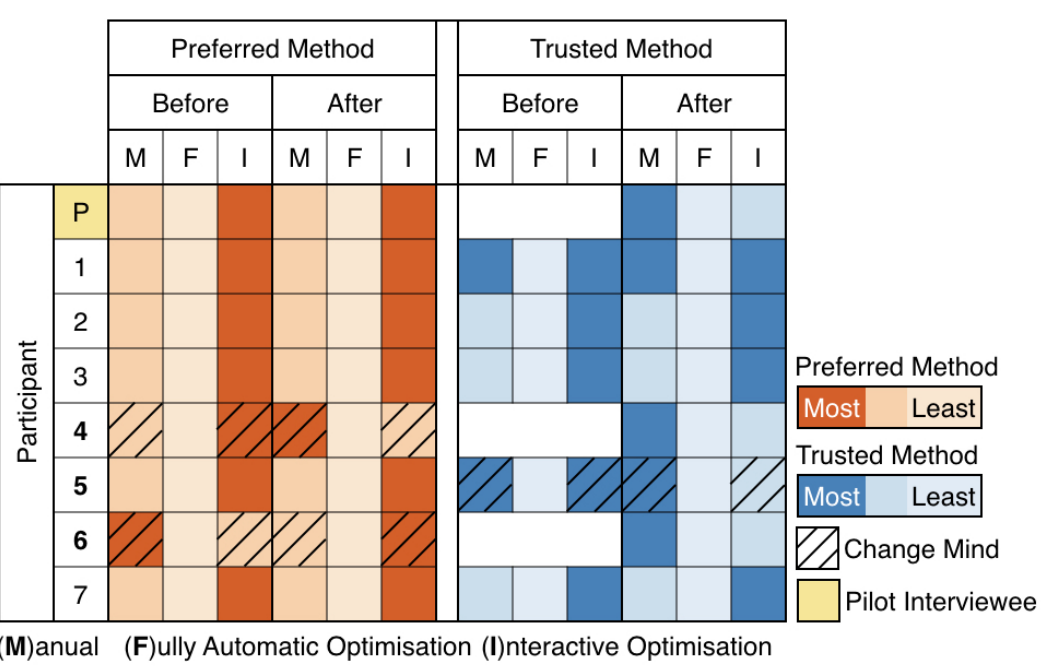 Preferred Method Trusted Method
Before After Before After
M F I M F I M F I M F I
Participant
P
1
2
3
4
5
6
7
Preferred Method
Most Least
Trusted Method
Most Least
Change Mind
Pilot Interviewee
(M)anual (F)ully Automatic Optimisation (I)nteractive Optimisation